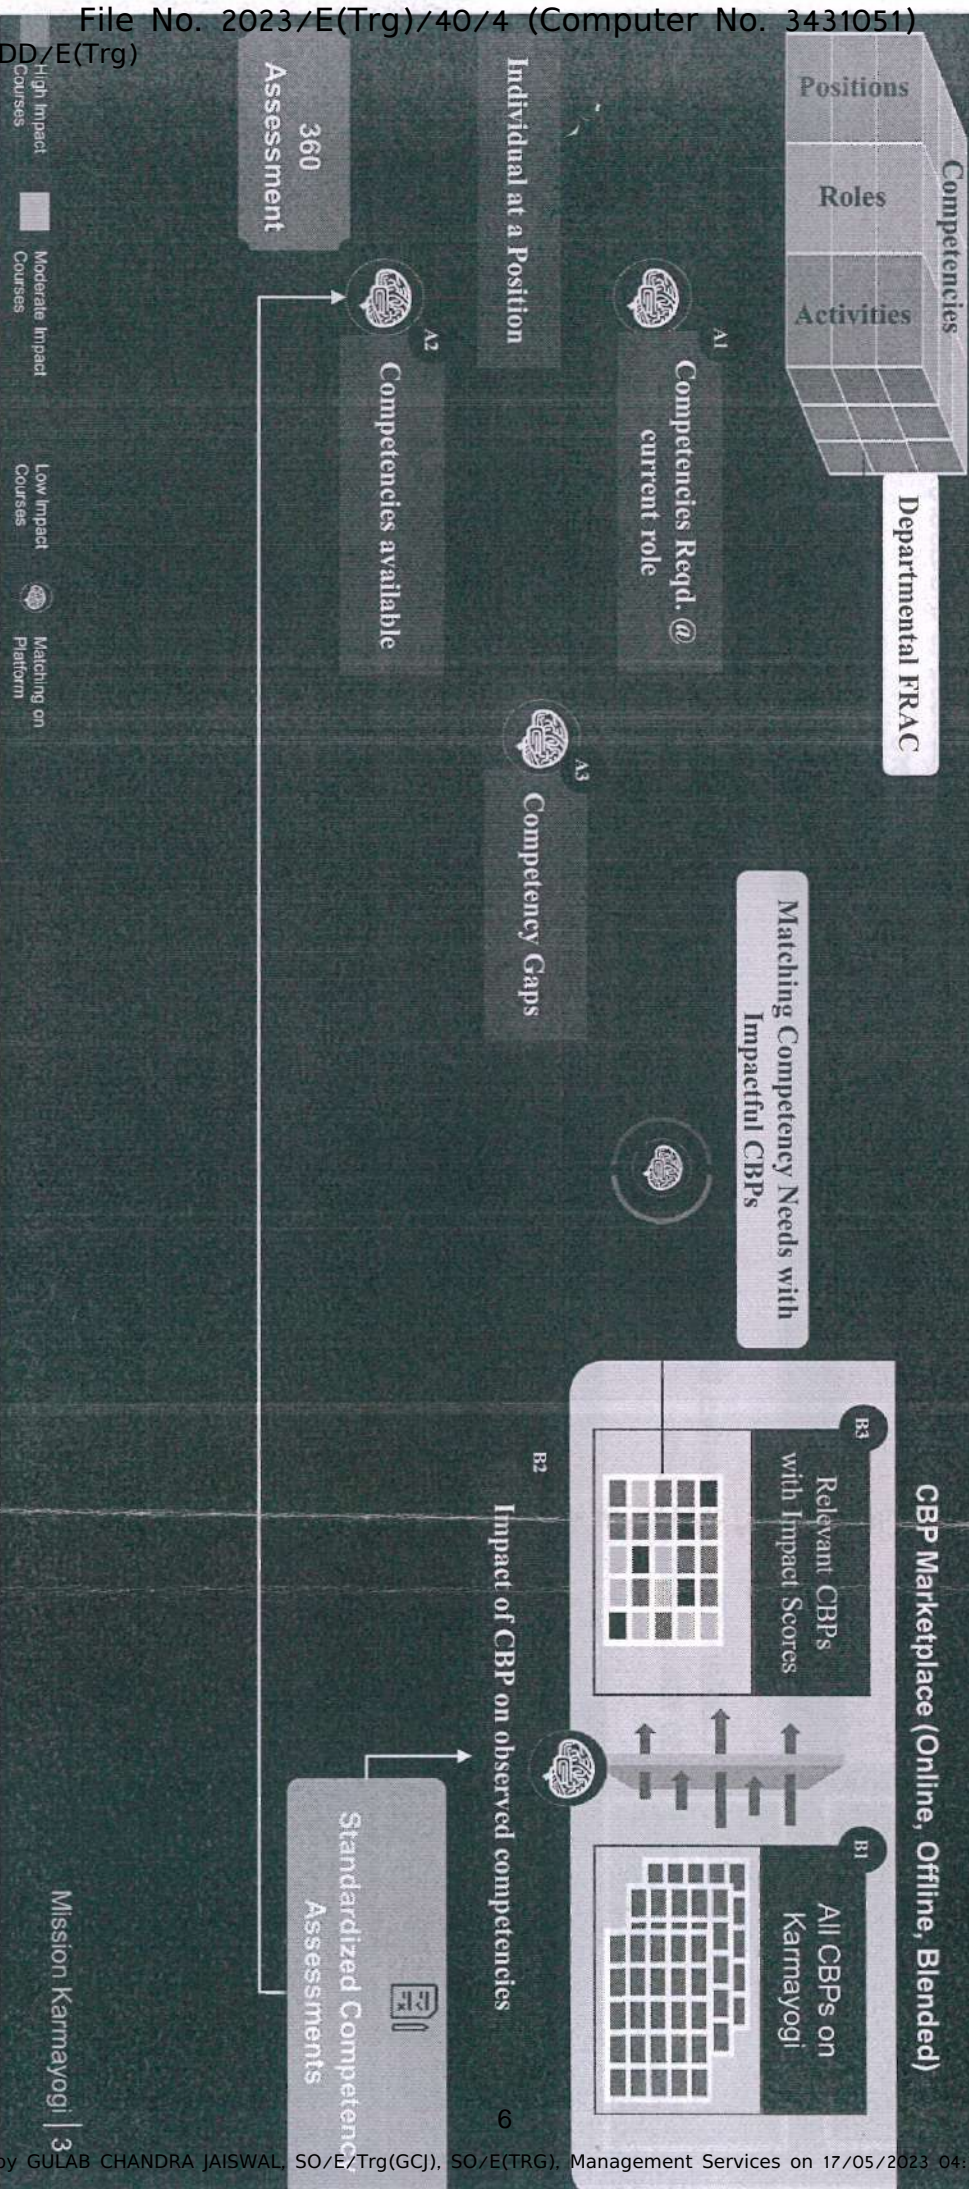 File No. 2023/E(Trg)/40/4 (Computer No. 3431051)
DD/E(Trg)
Competencies
Positions
Roles
Activities
Departmental FRAC
A1
Competencies Reqd. @
current role
Individual at a Position
360
Assessment
A2
Competencies available
A3
Competency Gaps
Matching Competency Needs with
Impactful CBPs
CBP Marketplace (Online, Offline, Blended)
B3
Relevant CBPs
with Impact Scores
B1
All CBPs on
Karmayogi
B2
Impact of CBP on observed competencies
Standardized Competency
Assessments
High Impact
Courses
Moderate Impact
Courses
Low Impact
Courses
Matching on
Platform
Mission Karmayogi | 3
6
by GULAB CHANDRA JAISWAL, SO/E/Trg(GCJ), SO/E(TRG), Management Services on 17/05/2023 04: